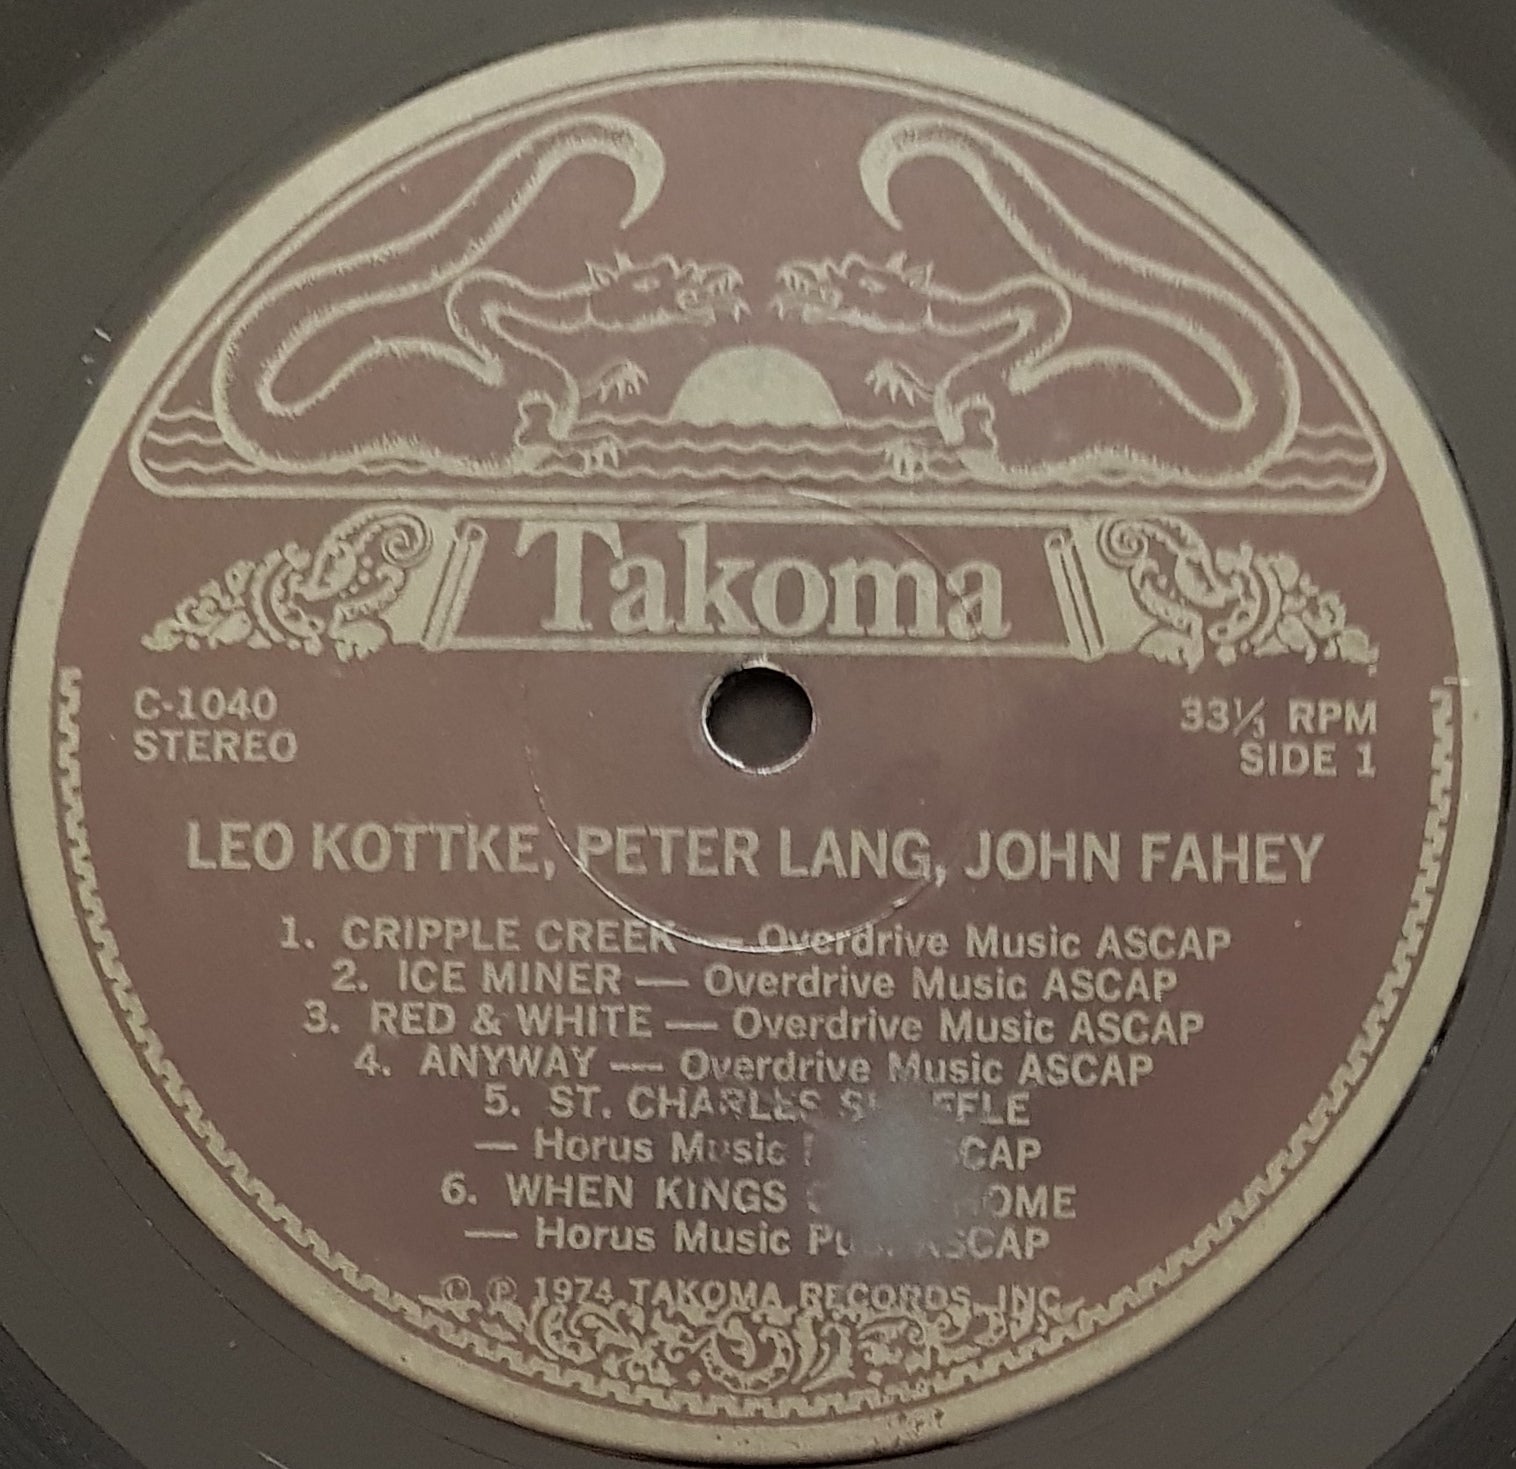 Takoma
C-1040
STEREO
33⅓ RPM
SIDE 1
LEO KOTTKE, PETER LANG, JOHN FAHEY
1. CRIPPLE CREEK — Overdrive Music ASCAP
2. ICE MINER — Overdrive Music ASCAP
3. RED & WHITE — Overdrive Music ASCAP
4. ANYWAY — Overdrive Music ASCAP
5. ST. CHARLES
— Horus Music
6. WHEN KINGS
— Horus Music
© ℗ 1974 TAKOMA RECORDS, INC.